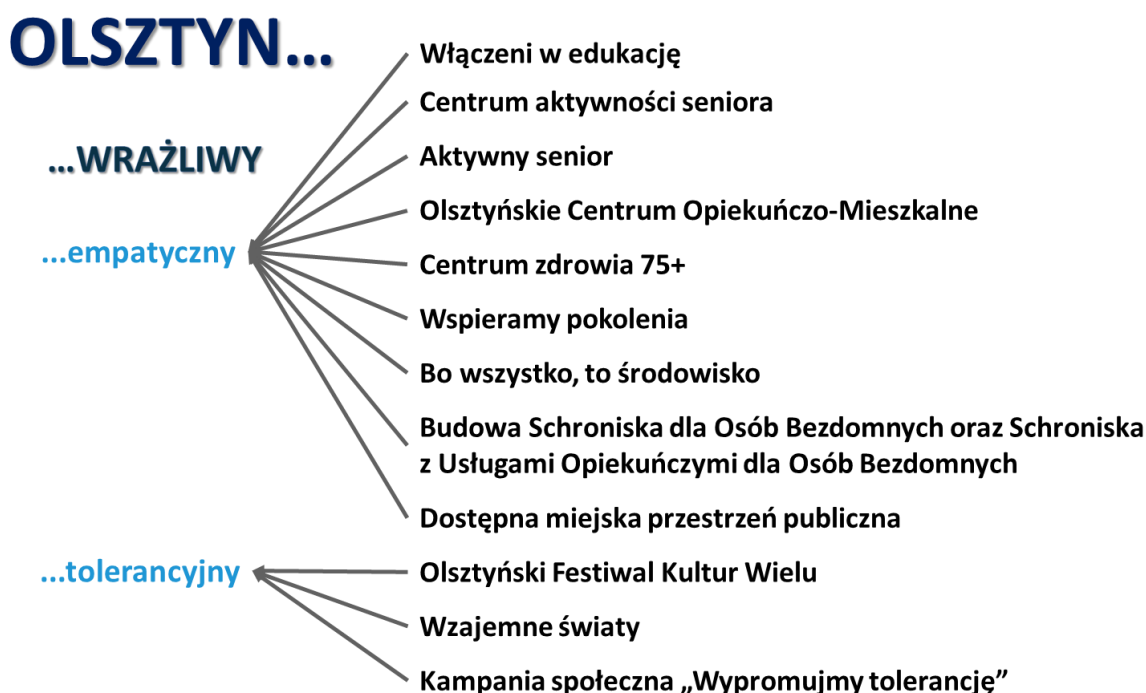 OLSZTYN...
...WRAŻLIWY
...empatyczny
Włączeni w edukację
Centrum aktywności seniora
Aktywny senior
Olsztyńskie Centrum Opiekuńczo-Mieszkalne
Centrum zdrowia 75+
Wspieramy pokolenia
Bo wszystko, to środowisko
Budowa Schroniska dla Osób Bezdomnych oraz Schroniska
z Usługami Opiekuńczymi dla Osób Bezdomnych
Dostępna miejska przestrzeń publiczna
...tolerancyjny
Olsztyński Festiwal Kultur Wielu
Wzajemne światy
Kampania społeczna „Wypromujmy tolerancję”